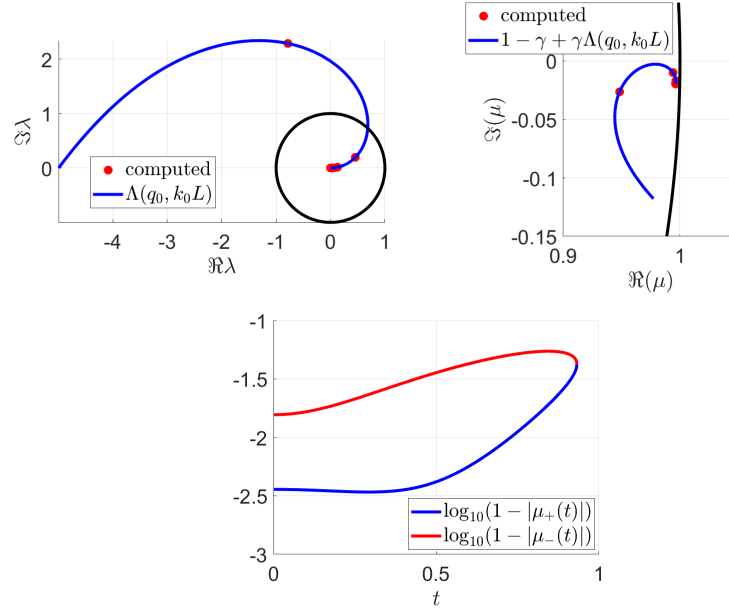 computed
Λ(q₀, k₀L)
ℑλ
2
1
0
-4
-3
-2
-1
0
1
ℜλ
computed
1 − γ + γΛ(q₀, k₀L)
ℑ(μ)
0
-0.05
-0.1
-0.15
0.9
1
ℜ(μ)
-1
-1.5
-2
-2.5
-3
log₁₀(1 − |μ₊(t)|)
log₁₀(1 − |μ₋(t)|)
0
0.5
1
t